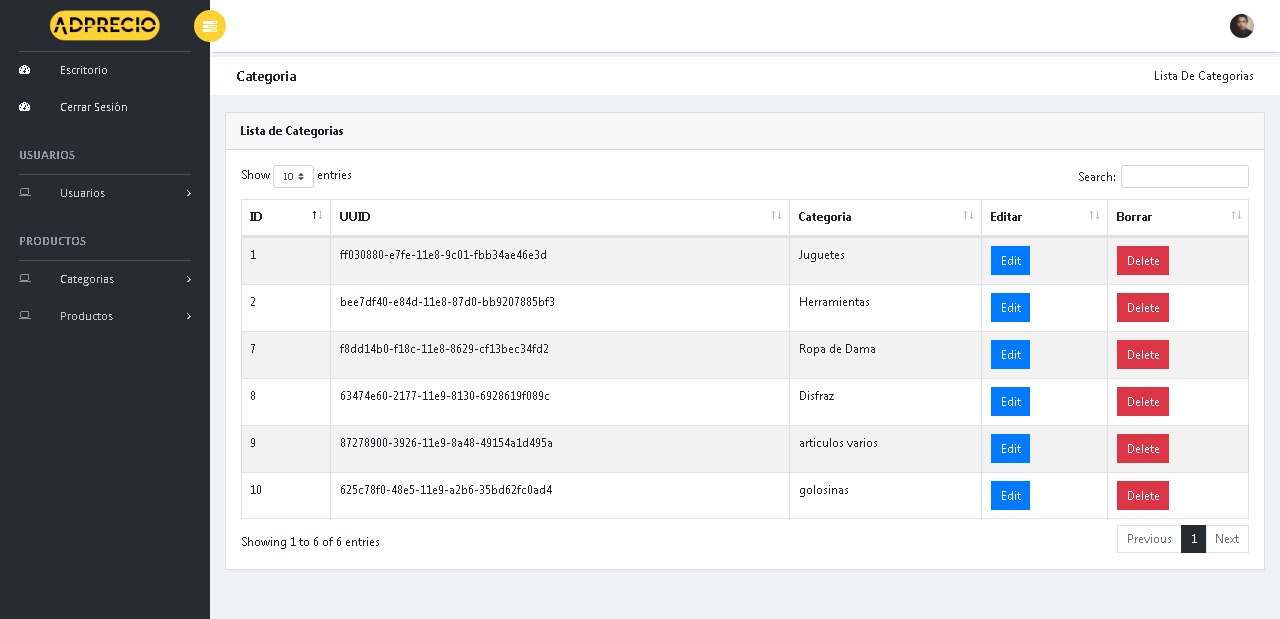 ADPRECIO
Escritorio
Cerrar Sesión
USUARIOS
Usuarios
PRODUCTOS
Categorias
Productos
Categoria Lista De Categorias
Lista de Categorias
Show 10 entries Search:
ID UUID Categoria Editar Borrar
1 ff030880-e7fe-11e8-9c01-fbb34ae46e3d Juguetes Edit Delete
2 bee7df40-e84d-11e8-87d0-bb9207885bf3 Herramientas Edit Delete
7 f8dd14b0-f18c-11e8-8629-cf13bec34fd2 Ropa de Dama Edit Delete
8 63474e60-2177-11e9-8130-6928619f089c Disfraz Edit Delete
9 87278900-3926-11e9-8a48-49154a1d495a articulos varios Edit Delete
10 625c78f0-48e5-11e9-a2b6-35bd62fc0ad4 golosinas Edit Delete
Showing 1 to 6 of 6 entries Previous 1 Next